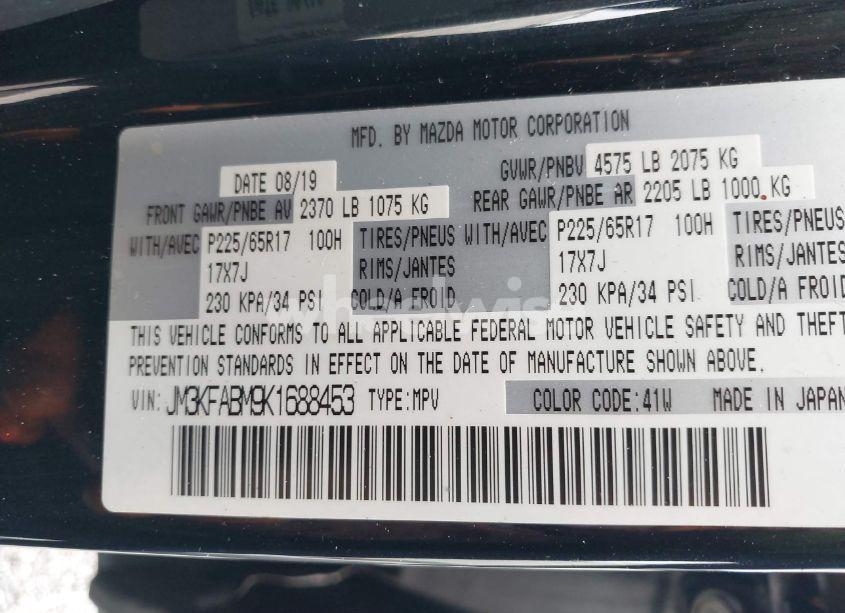 MFD. BY MAZDA MOTOR CORPORATION
DATE 08/19 GVWR/PNBV 4575 LB 2075 KG
FRONT GAWR/PNBE AV 2370 LB 1075 KG REAR GAWR/PNBE AR 2205 LB 1000 KG
WITH/AVEC P225/65R17 100H TIRES/PNEUS WITH/AVEC P225/65R17 100H TIRES/PNEUS
17X7J RIMS/JANTES 17X7J RIMS/JANTES
230 KPA/34 PSI COLD/A FROID 230 KPA/34 PSI COLD/A FROID
THIS VEHICLE CONFORMS TO ALL APPLICABLE FEDERAL MOTOR VEHICLE SAFETY AND THEFT
PREVENTION STANDARDS IN EFFECT ON THE DATE OF MANUFACTURE SHOWN ABOVE.
VIN: JM3KFABM9K1688453 TYPE:MPV COLOR CODE:41W MADE IN JAPAN